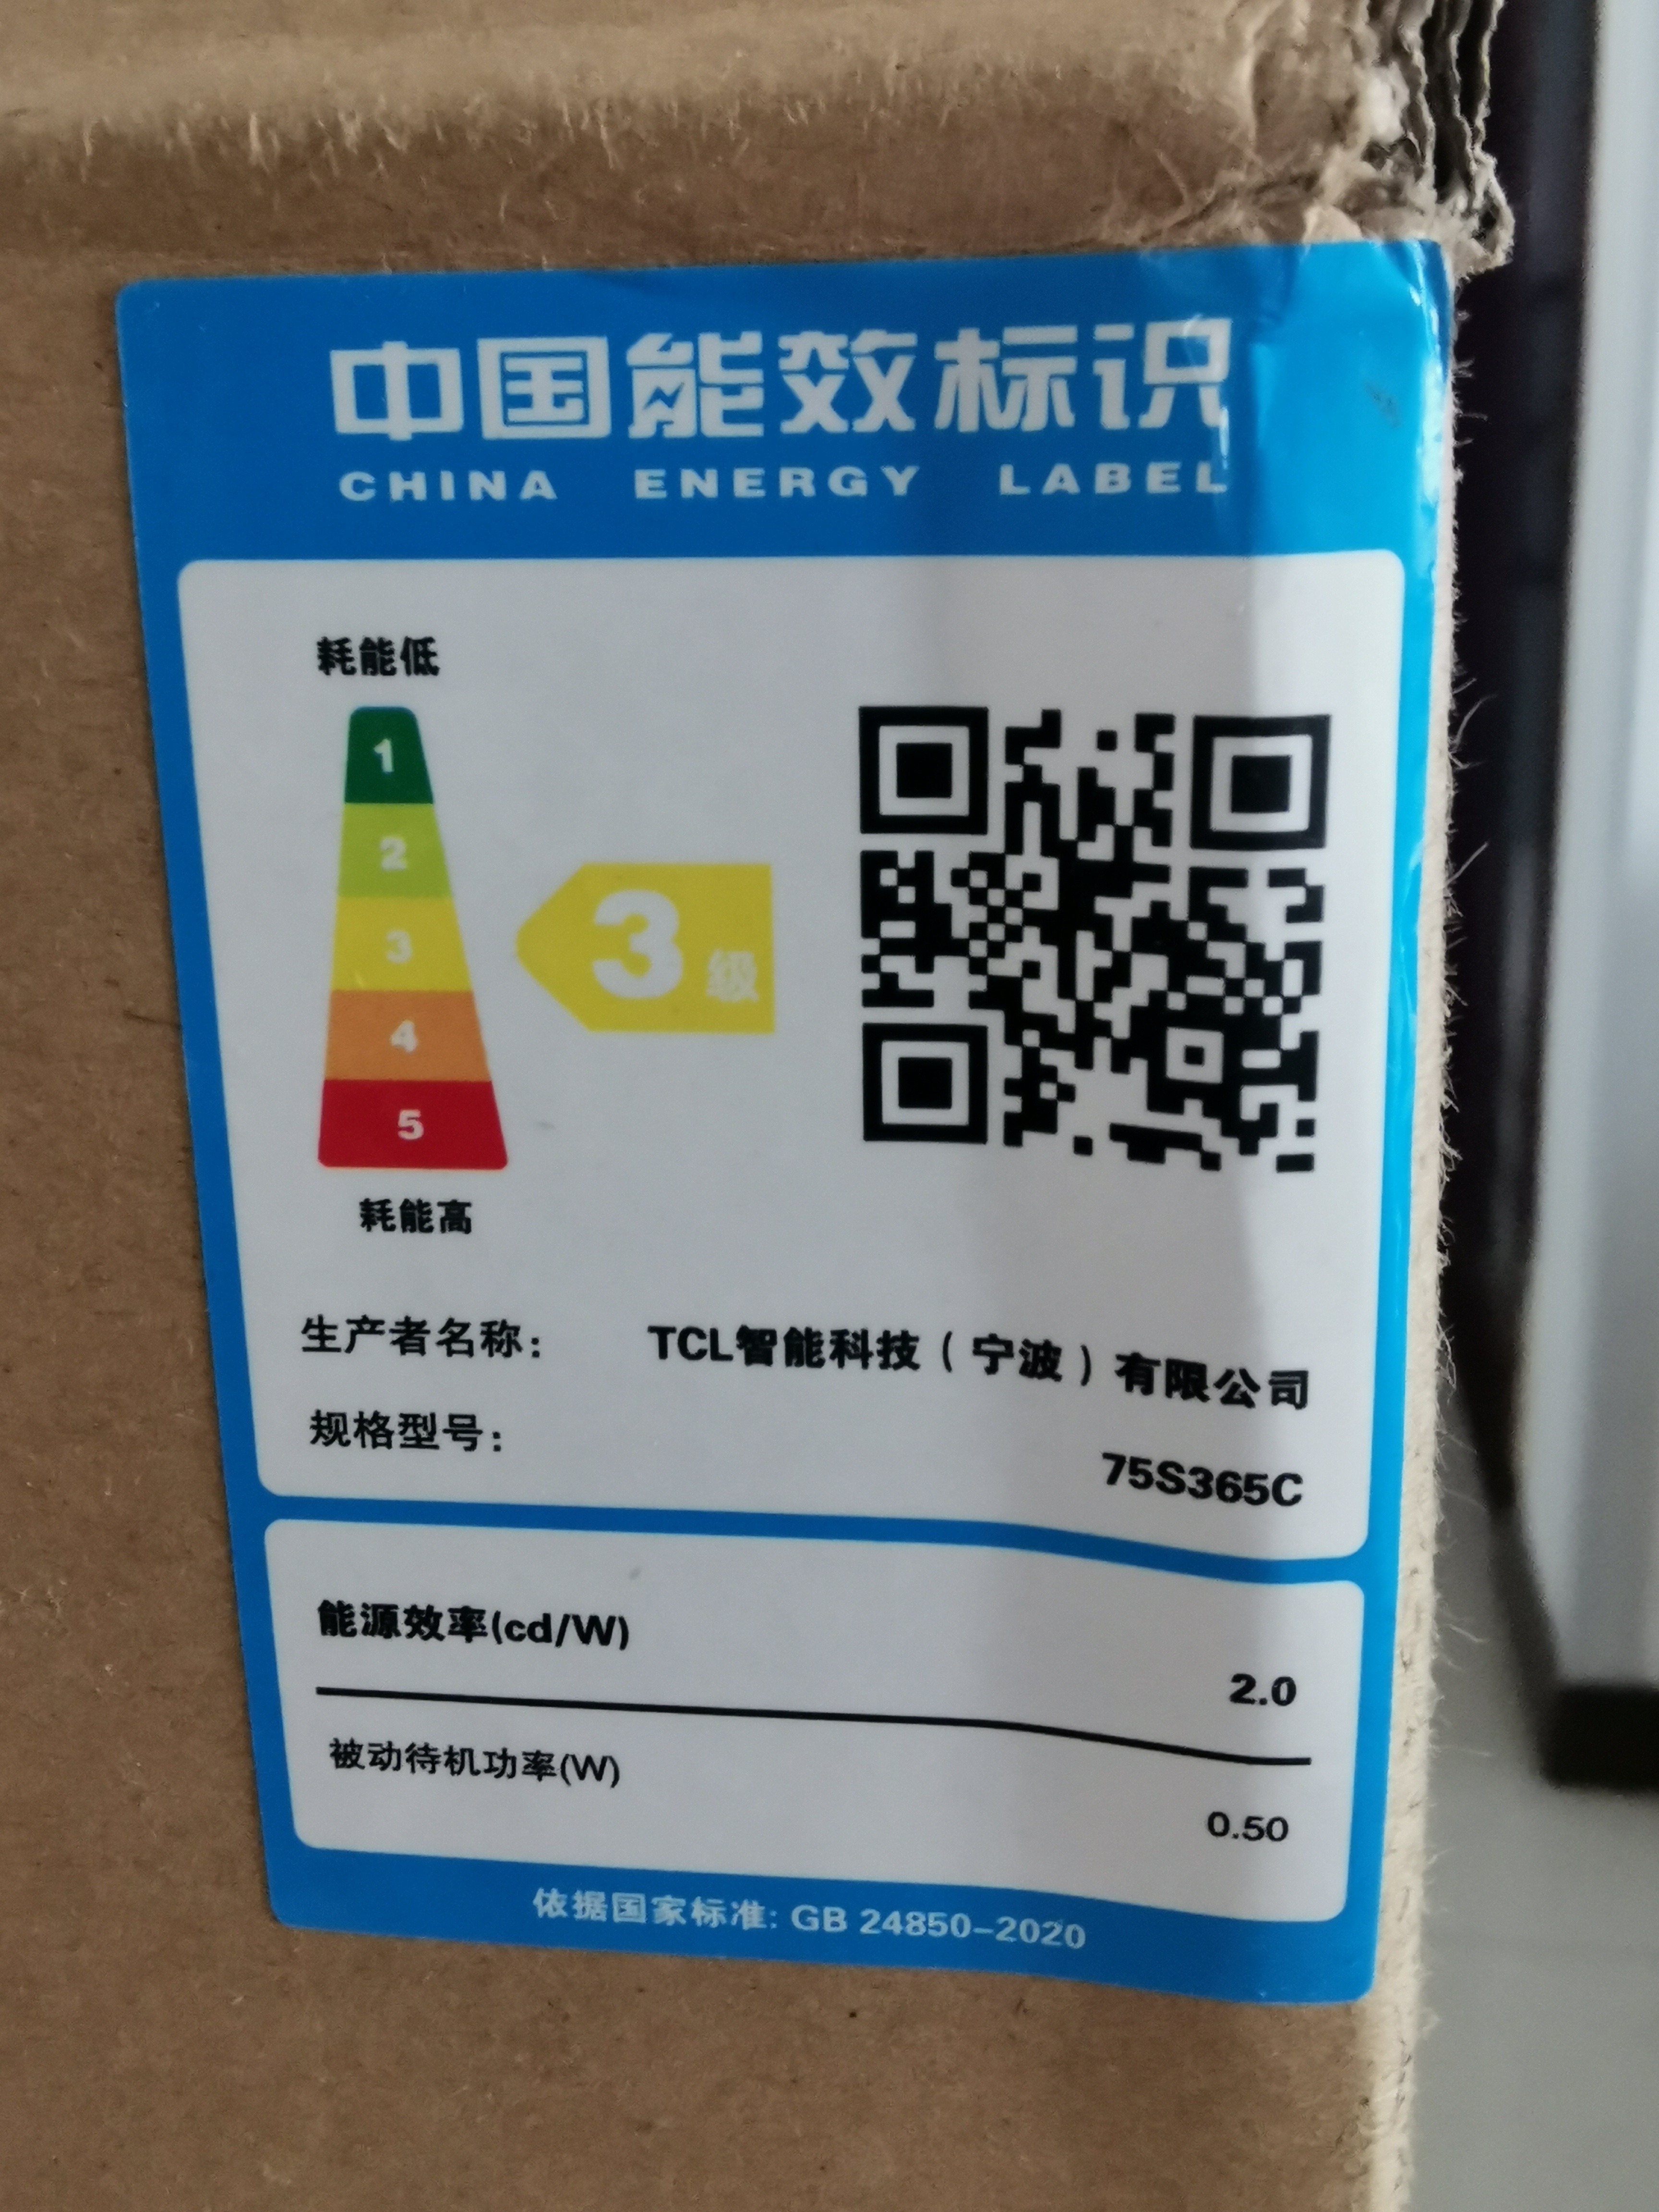 中国能效标识
CHINA ENERGY LABEL
耗能低
1
2
3
3级
4
5
耗能高
生产者名称： TCL智能科技（宁波）有限公司
规格型号： 75S365C
能源效率(cd/W) 2.0
被动待机功率(W) 0.50
依据国家标准: GB 24850-2020